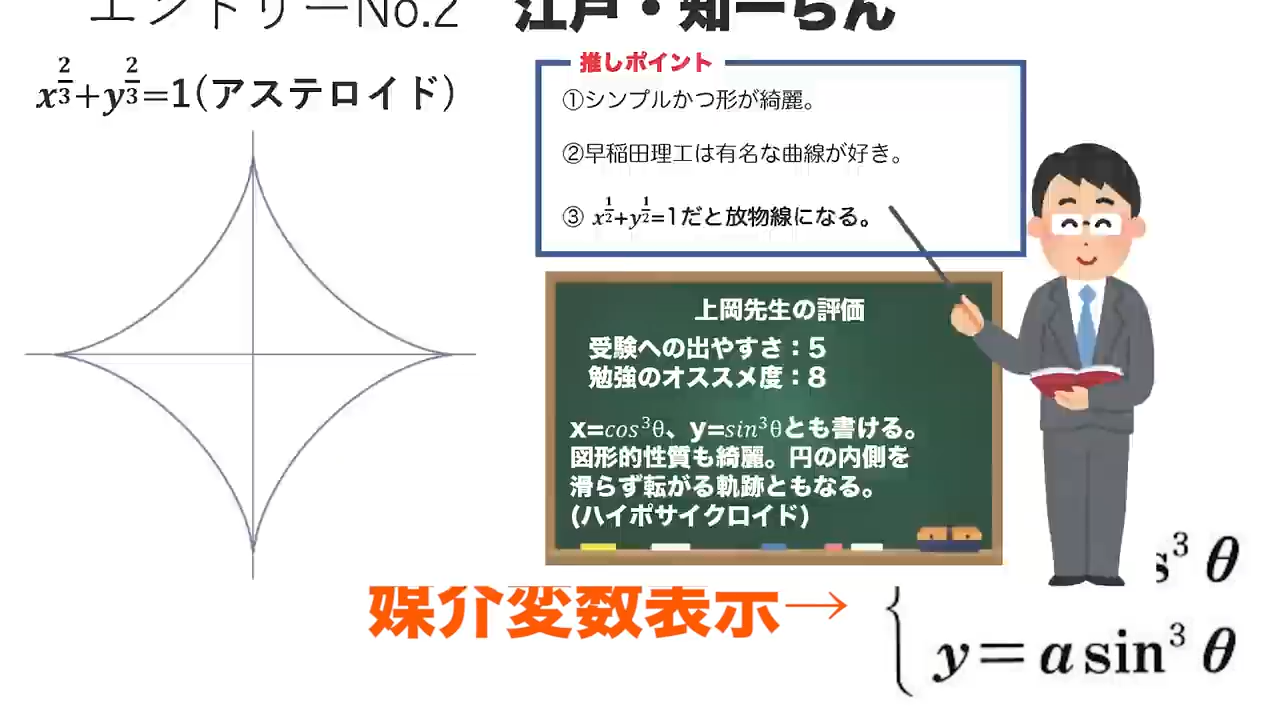 エントリーNo.2 江戸・知一らん
x^{2/3}+y^{2/3}=1(アステロイド)
推しポイント
①シンプルかつ形が綺麗。
②早稲田理工は有名な曲線が好き。
③ x^{1/2}+y^{1/2}=1だと放物線になる。
上岡先生の評価
受験への出やすさ：5
勉強のオススメ度：8
x=cos³θ、y=sin³θとも書ける。
図形的性質も綺麗。円の内側を
滑らず転がる軌跡ともなる。
(ハイポサイクロイド)
s³ θ
媒介変数表示→
y=a sin³ θ